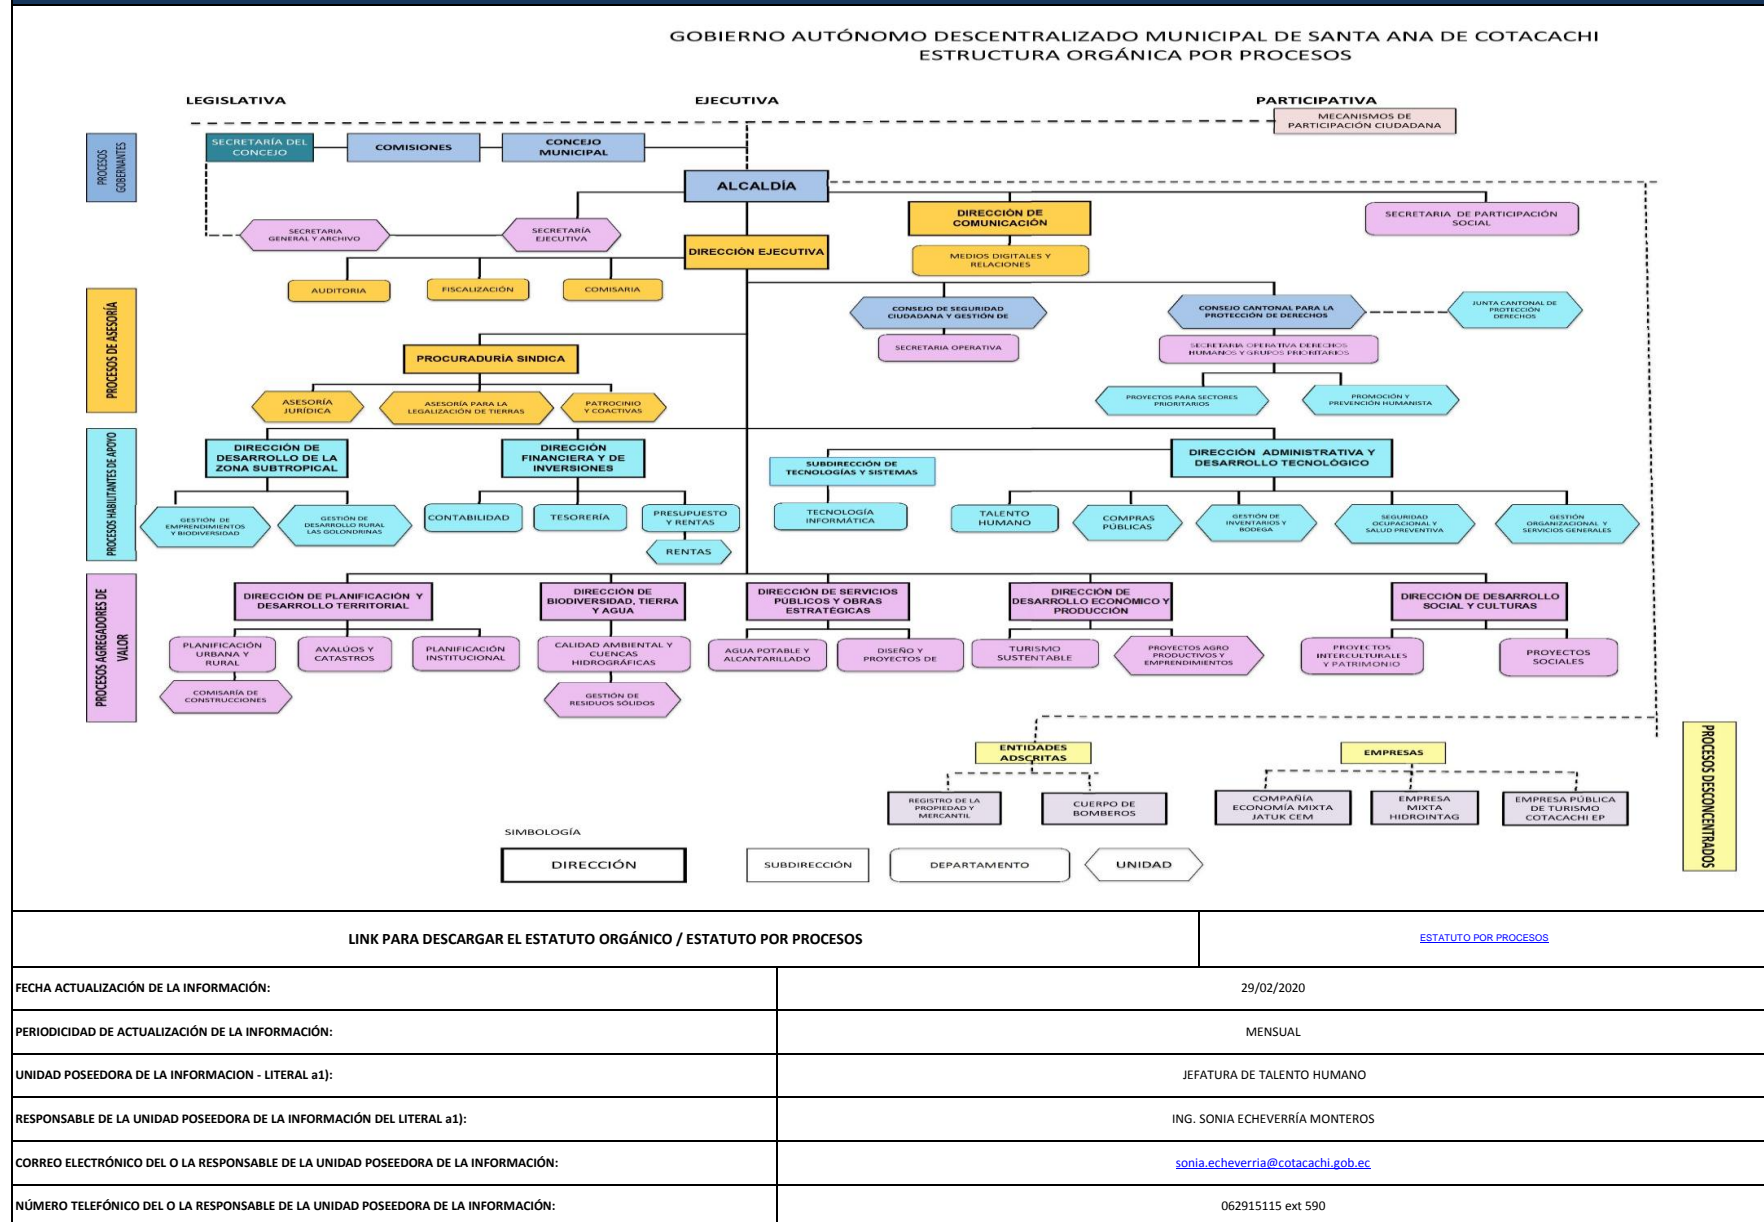 GOBIERNO AUTÓNOMO DESCENTRALIZADO MUNICIPAL DE SANTA ANA DE COTACACHI
ESTRUCTURA ORGÁNICA POR PROCESOS
LEGISLATIVA
EJECUTIVA
PARTICIPATIVA
MECANISMOS DE
PARTICIPACIÓN CIUDADANA
PROCESOS
GOBERNANTES
SECRETARÍA DEL
CONCEJO
COMISIONES
CONCEJO
MUNICIPAL
ALCALDÍA
SECRETARIA
GENERAL Y ARCHIVO
SECRETARÍA
EJECUTIVA
DIRECCIÓN DE
COMUNICACIÓN
SECRETARIA DE PARTICIPACIÓN
SOCIAL
DIRECCIÓN EJECUTIVA
MEDIOS DIGITALES Y
RELACIONES
AUDITORIA
FISCALIZACIÓN
COMISARIA
PROCESOS DE ASESORÍA
CONSEJO DE SEGURIDAD
CIUDADANA Y GESTIÓN DE
CONSEJO CANTONAL PARA LA
PROTECCIÓN DE DERECHOS
JUNTA CANTONAL DE
PROTECCIÓN
DERECHOS
SECRETARIA OPERATIVA
SECRETARIA OPERATIVA DERECHOS
HUMANOS Y GRUPOS PRIORITARIOS
PROCURADURÍA SINDICA
ASESORÍA
JURÍDICA
ASESORÍA PARA LA
LEGALIZACIÓN DE TIERRAS
PATROCINIO
Y COACTIVAS
PROYECTOS PARA SECTORES
PRIORITARIOS
PROMOCIÓN Y
PREVENCIÓN HUMANISTA
PROCESOS HABILITANTES DE APOYO
DIRECCIÓN DE
DESARROLLO DE LA
ZONA SUBTROPICAL
DIRECCIÓN
FINANCIERA Y DE
INVERSIONES
SUBDIRECCIÓN DE
TECNOLOGÍAS Y SISTEMAS
DIRECCIÓN ADMINISTRATIVA Y
DESARROLLO TECNOLÓGICO
GESTIÓN DE
EMPRENDIMIENTOS
Y BIODIVERSIDAD
GESTIÓN DE
DESARROLLO RURAL
LAS GOLONDRINAS
CONTABILIDAD
TESORERÍA
PRESUPUESTO
Y RENTAS
RENTAS
TECNOLOGÍA
INFORMÁTICA
TALENTO
HUMANO
COMPRAS
PÚBLICAS
GESTIÓN DE
INVENTARIOS Y
BODEGA
SEGURIDAD
OCUPACIONAL Y
SALUD PREVENTIVA
GESTIÓN
ORGANIZACIONAL Y
SERVICIOS GENERALES
PROCESOS AGREGADORES DE
VALOR
DIRECCIÓN DE PLANIFICACIÓN Y
DESARROLLO TERRITORIAL
DIRECCIÓN DE
BIODIVERSIDAD, TIERRA
Y AGUA
DIRECCIÓN DE SERVICIOS
PÚBLICOS Y OBRAS
ESTRATÉGICAS
DIRECCIÓN DE
DESARROLLO ECONÓMICO Y
PRODUCCIÓN
DIRECCIÓN DE DESARROLLO
SOCIAL Y CULTURAS
PLANIFICACIÓN
URBANA Y
RURAL
AVALÚOS Y
CATASTROS
PLANIFICACIÓN
INSTITUCIONAL
CALIDAD AMBIENTAL Y
CUENCAS
HIDROGRÁFICAS
AGUA POTABLE Y
ALCANTARILLADO
DISEÑO Y
PROYECTOS DE
TURISMO
SUSTENTABLE
PROYECTOS AGRO
PRODUCTIVOS Y
EMPRENDIMIENTOS
PROYECTOS
INTERCULTURALES
Y PATRIMONIO
PROYECTOS
SOCIALES
COMISARÍA DE
CONSTRUCCIONES
GESTIÓN DE
RESIDUOS SÓLIDOS
PROCESOS DESCONCENTRADOS
ENTIDADES
ADSCRITAS
EMPRESAS
REGISTRO DE LA
PROPIEDAD Y
MERCANTIL
CUERPO DE
BOMBEROS
COMPAÑÍA
ECONOMÍA MIXTA
JATUK CEM
EMPRESA
MIXTA
HIDROINTAG
EMPRESA PÚBLICA
DE TURISMO
COTACACHI EP
SIMBOLOGÍA
DIRECCIÓN
SUBDIRECCIÓN
DEPARTAMENTO
UNIDAD
LINK PARA DESCARGAR EL ESTATUTO ORGÁNICO / ESTATUTO POR PROCESOS
ESTATUTO POR PROCESOS
FECHA ACTUALIZACIÓN DE LA INFORMACIÓN:
29/02/2020
PERIODICIDAD DE ACTUALIZACIÓN DE LA INFORMACIÓN:
MENSUAL
UNIDAD POSEEDORA DE LA INFORMACION - LITERAL a1):
JEFATURA DE TALENTO HUMANO
RESPONSABLE DE LA UNIDAD POSEEDORA DE LA INFORMACIÓN DEL LITERAL a1):
ING. SONIA ECHEVERRÍA MONTEROS
CORREO ELECTRÓNICO DEL O LA RESPONSABLE DE LA UNIDAD POSEEDORA DE LA INFORMACIÓN:
sonia.echeverria@cotacachi.gob.ec
NÚMERO TELEFÓNICO DEL O LA RESPONSABLE DE LA UNIDAD POSEEDORA DE LA INFORMACIÓN:
062915115 ext 590